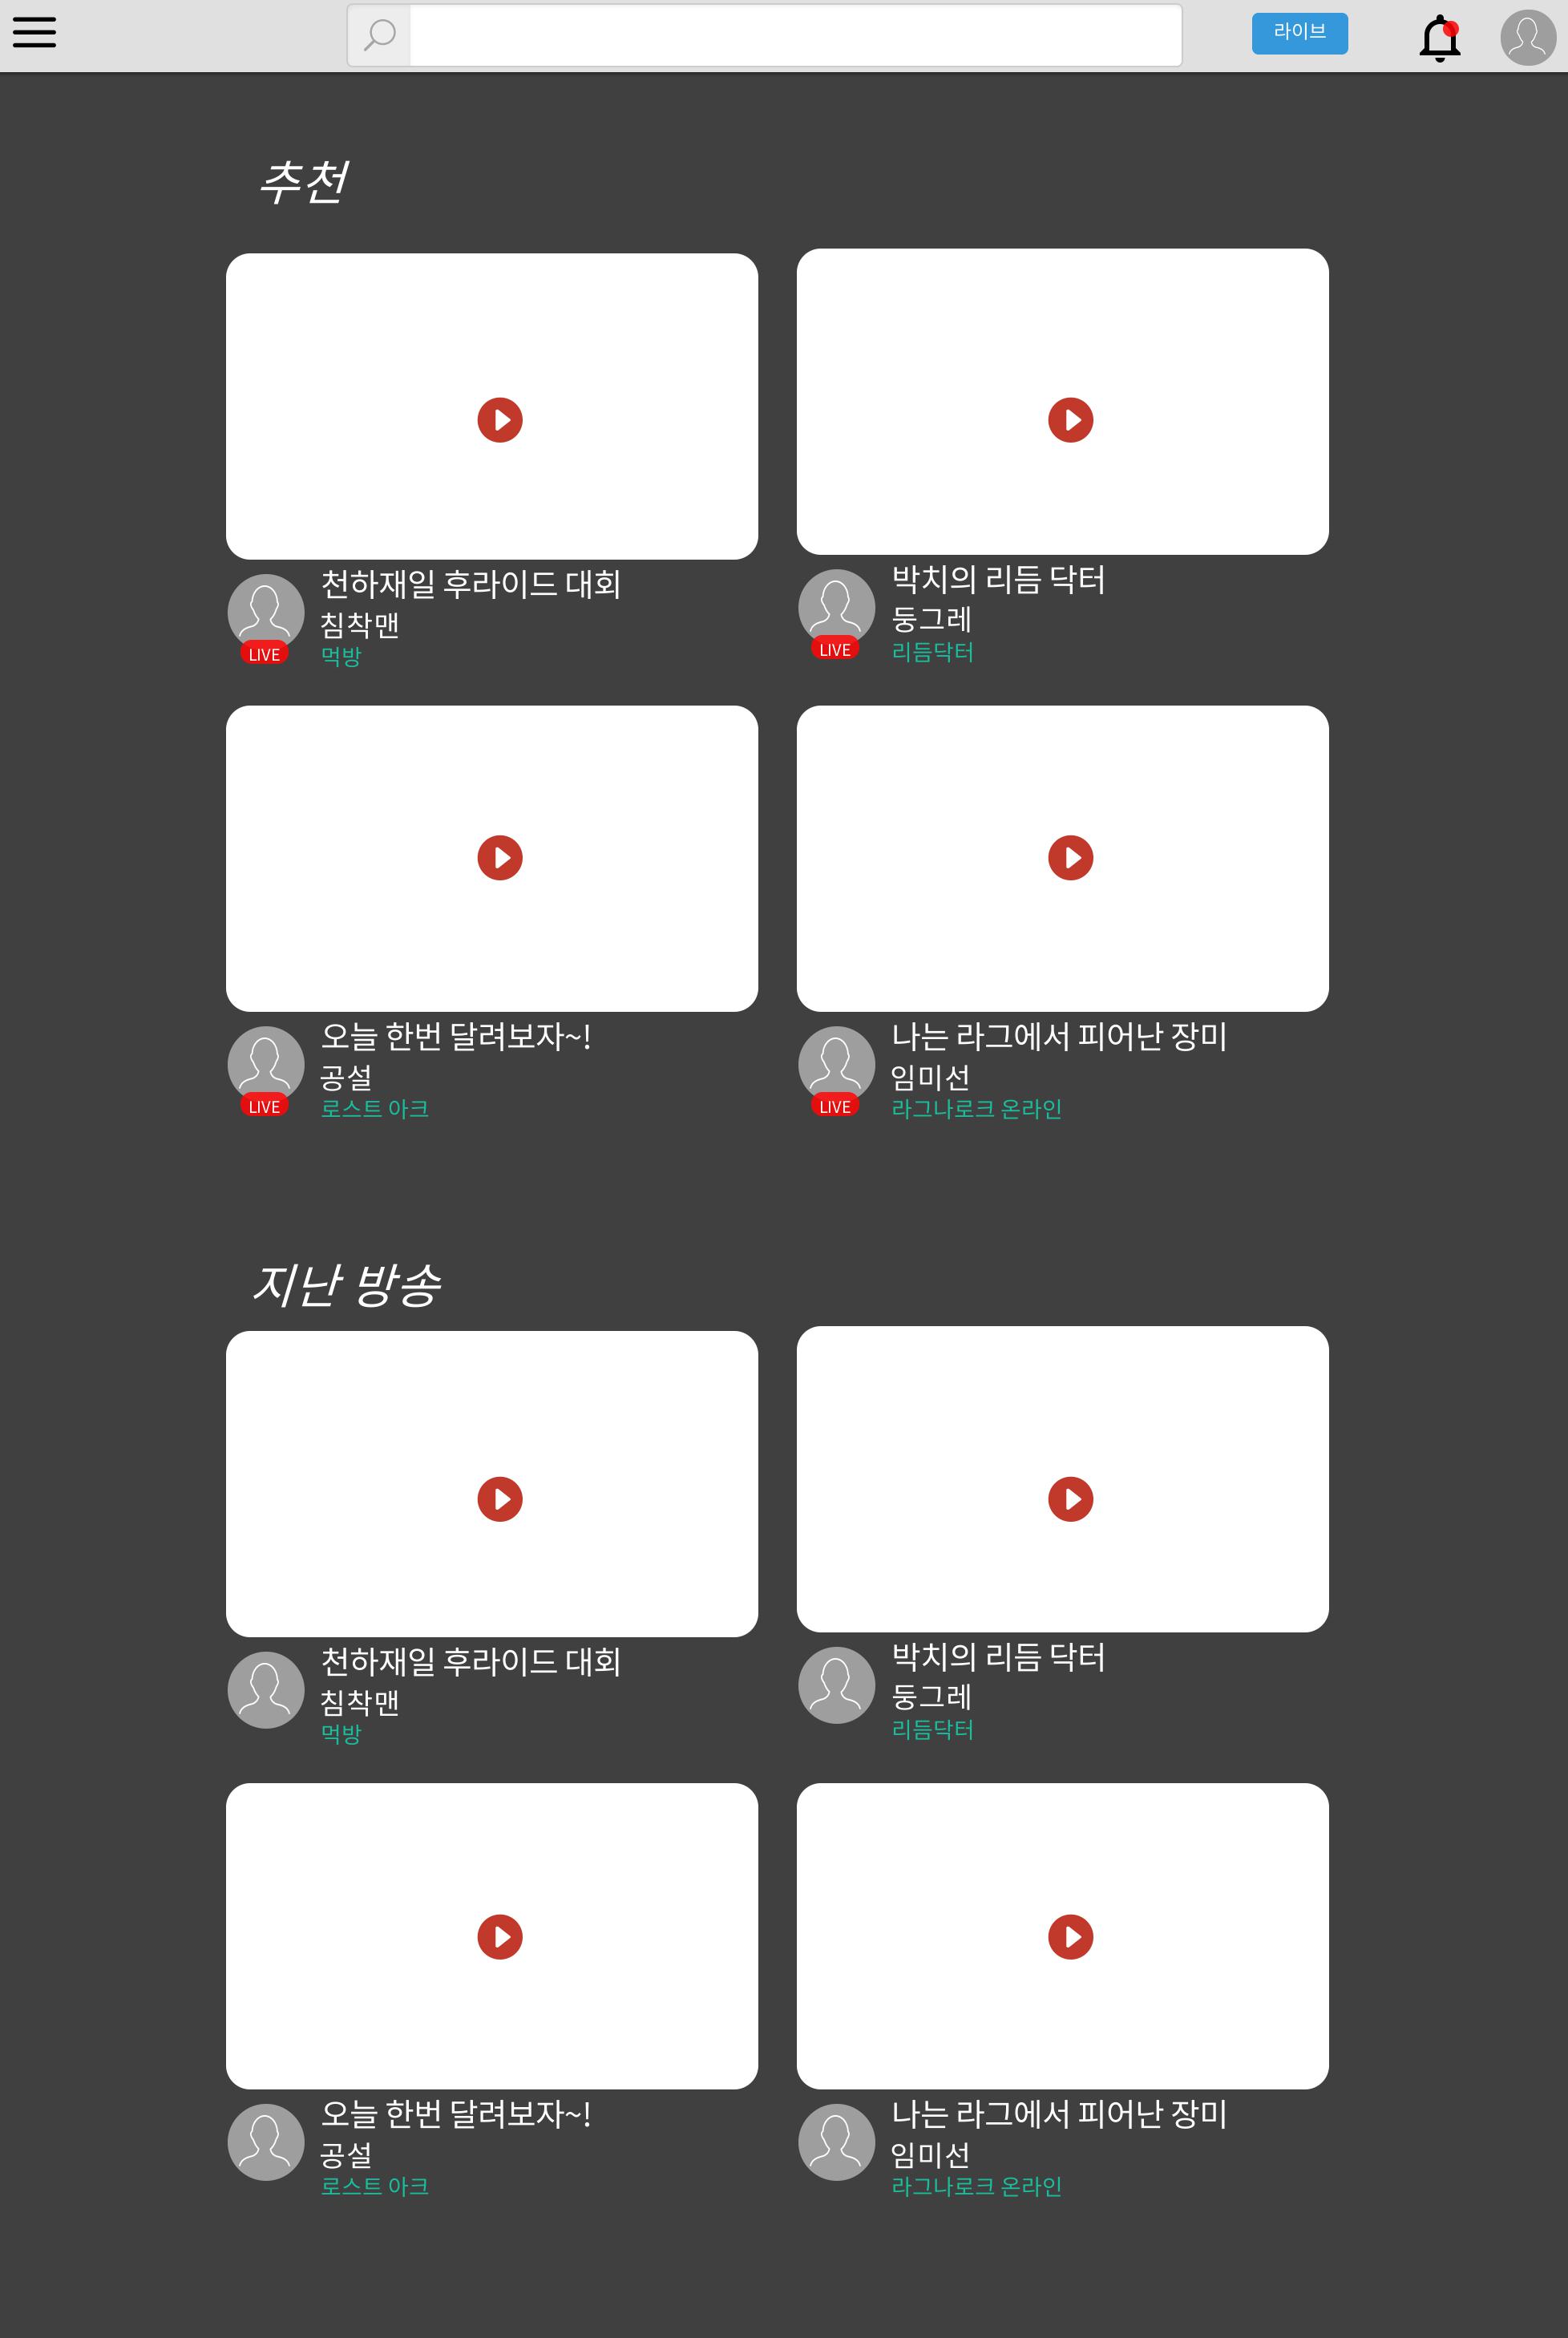 라이브
추천
천하재일 후라이드 대회
침착맨
먹방
LIVE
박치의 리듬 닥터
둥그레
리듬닥터
LIVE
오늘 한번 달려보자~!
공설
로스트 아크
LIVE
나는 라그에서 피어난 장미
임미선
라그나로크 온라인
LIVE
지난 방송
천하재일 후라이드 대회
침착맨
먹방
박치의 리듬 닥터
둥그레
리듬닥터
오늘 한번 달려보자~!
공설
로스트 아크
나는 라그에서 피어난 장미
임미선
라그나로크 온라인